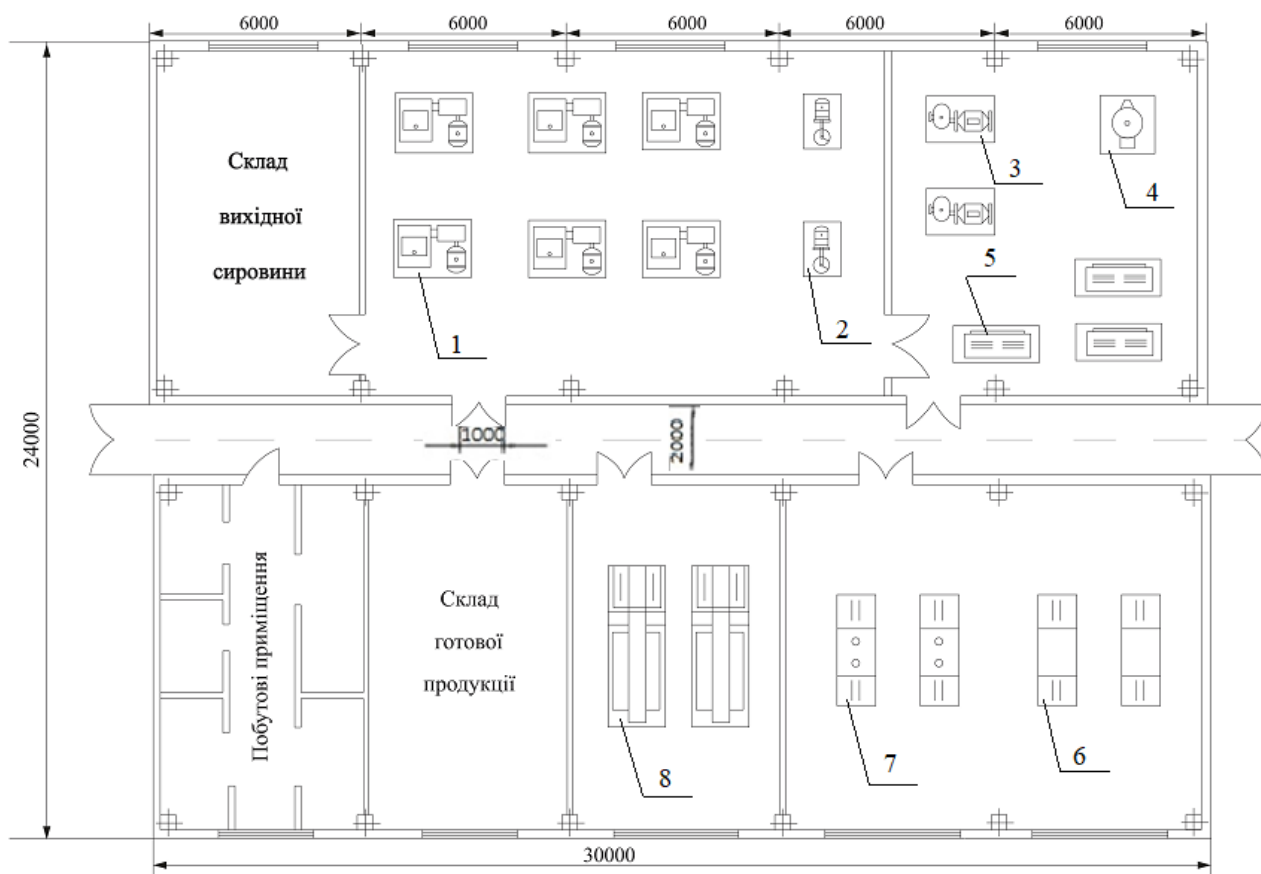 6000
6000
6000
6000
6000
24000
Склад
вихідної
сировини
3
4
5
1
2
1000
2000
Побутові приміщення
Склад
готової
продукції
8
7
6
30000